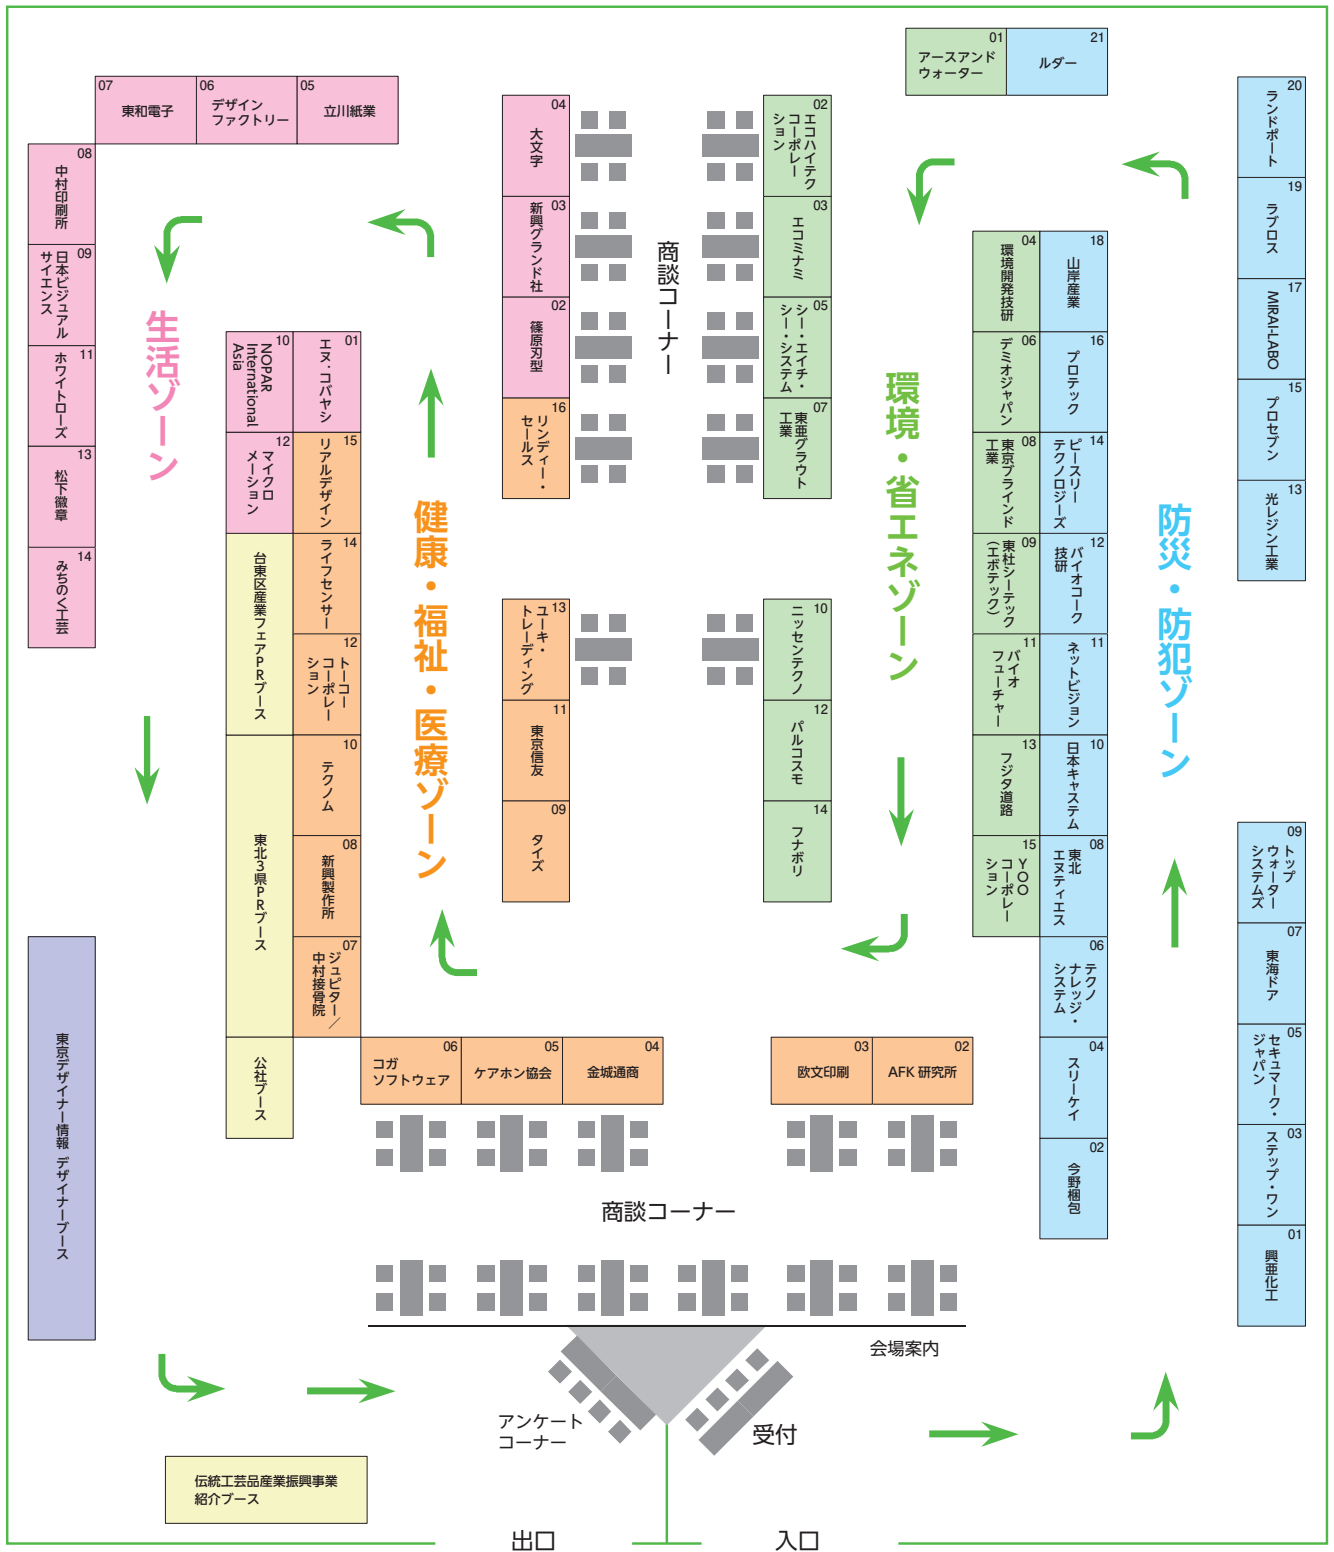 01
アースアンド
ウォーター
21
ルダー
07
東和電子
06
デザイン
ファクトリー
05
立川紙業
08
中村印刷所
09
日本ビジュアル
サイエンス
11
ホワイトローズ
13
松下徽章
14
みちのく工芸
生活ゾーン
10
NOPAR
International
Asia
01
エヌ・コバヤシ
12
マイクロ
メーション
15
リアルデザイン
台東区産業フェアPRブース
14
ライフセンサー
12
トーコー
コーポレー
ション
東北3県PRブース
10
テクノム
08
新興製作所
07
ジュピター／
中村接骨院
公社ブース
健康・福祉・医療ゾーン
04
大文字
03
新興グランド社
02
篠原刃型
16
リンディー・
セールス
13
ユーキ・
トレーディング
11
東京信友
09
タイズ
商談コーナー
02
エコハイテク
コーポレー
ション
03
エコミナミ
05
シー・エイチ・
シー・システム
07
東亜グラウト
工業
10
ニッセンテクノ
12
パルコスモ
14
フナボリ
環境・省エネゾーン
04
環境開発技研
18
山岸産業
06
デミオジャパン
16
プロテック
08
東京ブラインド
工業
14
ピースリー
テクノロジーズ
09
東杜シーテック
（エボテック）
12
バイオコーク
技研
11
バイオ
フューチャー
11
ネットビジョン
13
フジタ道路
10
日本キャステム
15
YOO
コーポレー
ション
08
東北
エヌティエス
06
テクノ
ナレッジ・
システム
04
スリーケイ
02
今野梱包
防災・防犯ゾーン
20
ランドポート
19
ラブロス
17
MIRAI-LABO
15
プロセブン
13
光レジン工業
09
トップ
ウォーター
システムズ
07
東海ドア
05
セキュマーク・
ジャパン
03
ステップ・ワン
01
興亜化工
06
コガ
ソフトウェア
05
ケアホン協会
04
金城通商
03
欧文印刷
02
AFK 研究所
商談コーナー
東京デザイナー情報 デザイナーブース
会場案内
アンケート
コーナー
受付
伝統工芸品産業振興事業
紹介ブース
出口
入口